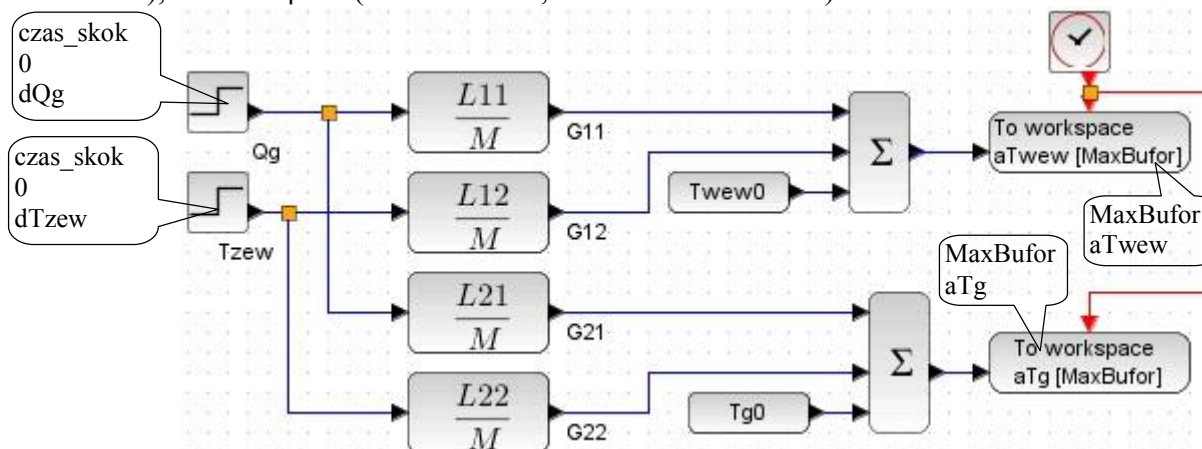 czas_skok
0
dQg
czas_skok
0
dTzew
Qg
Tzew
L11
M
G11
L12
M
G12
L21
M
G21
L22
M
G22
Twew0
Σ
Tg0
Σ
To workspace
aTwew [MaxBufor]
MaxBufor
aTwew
MaxBufor
aTg
To workspace
aTg [MaxBufor]